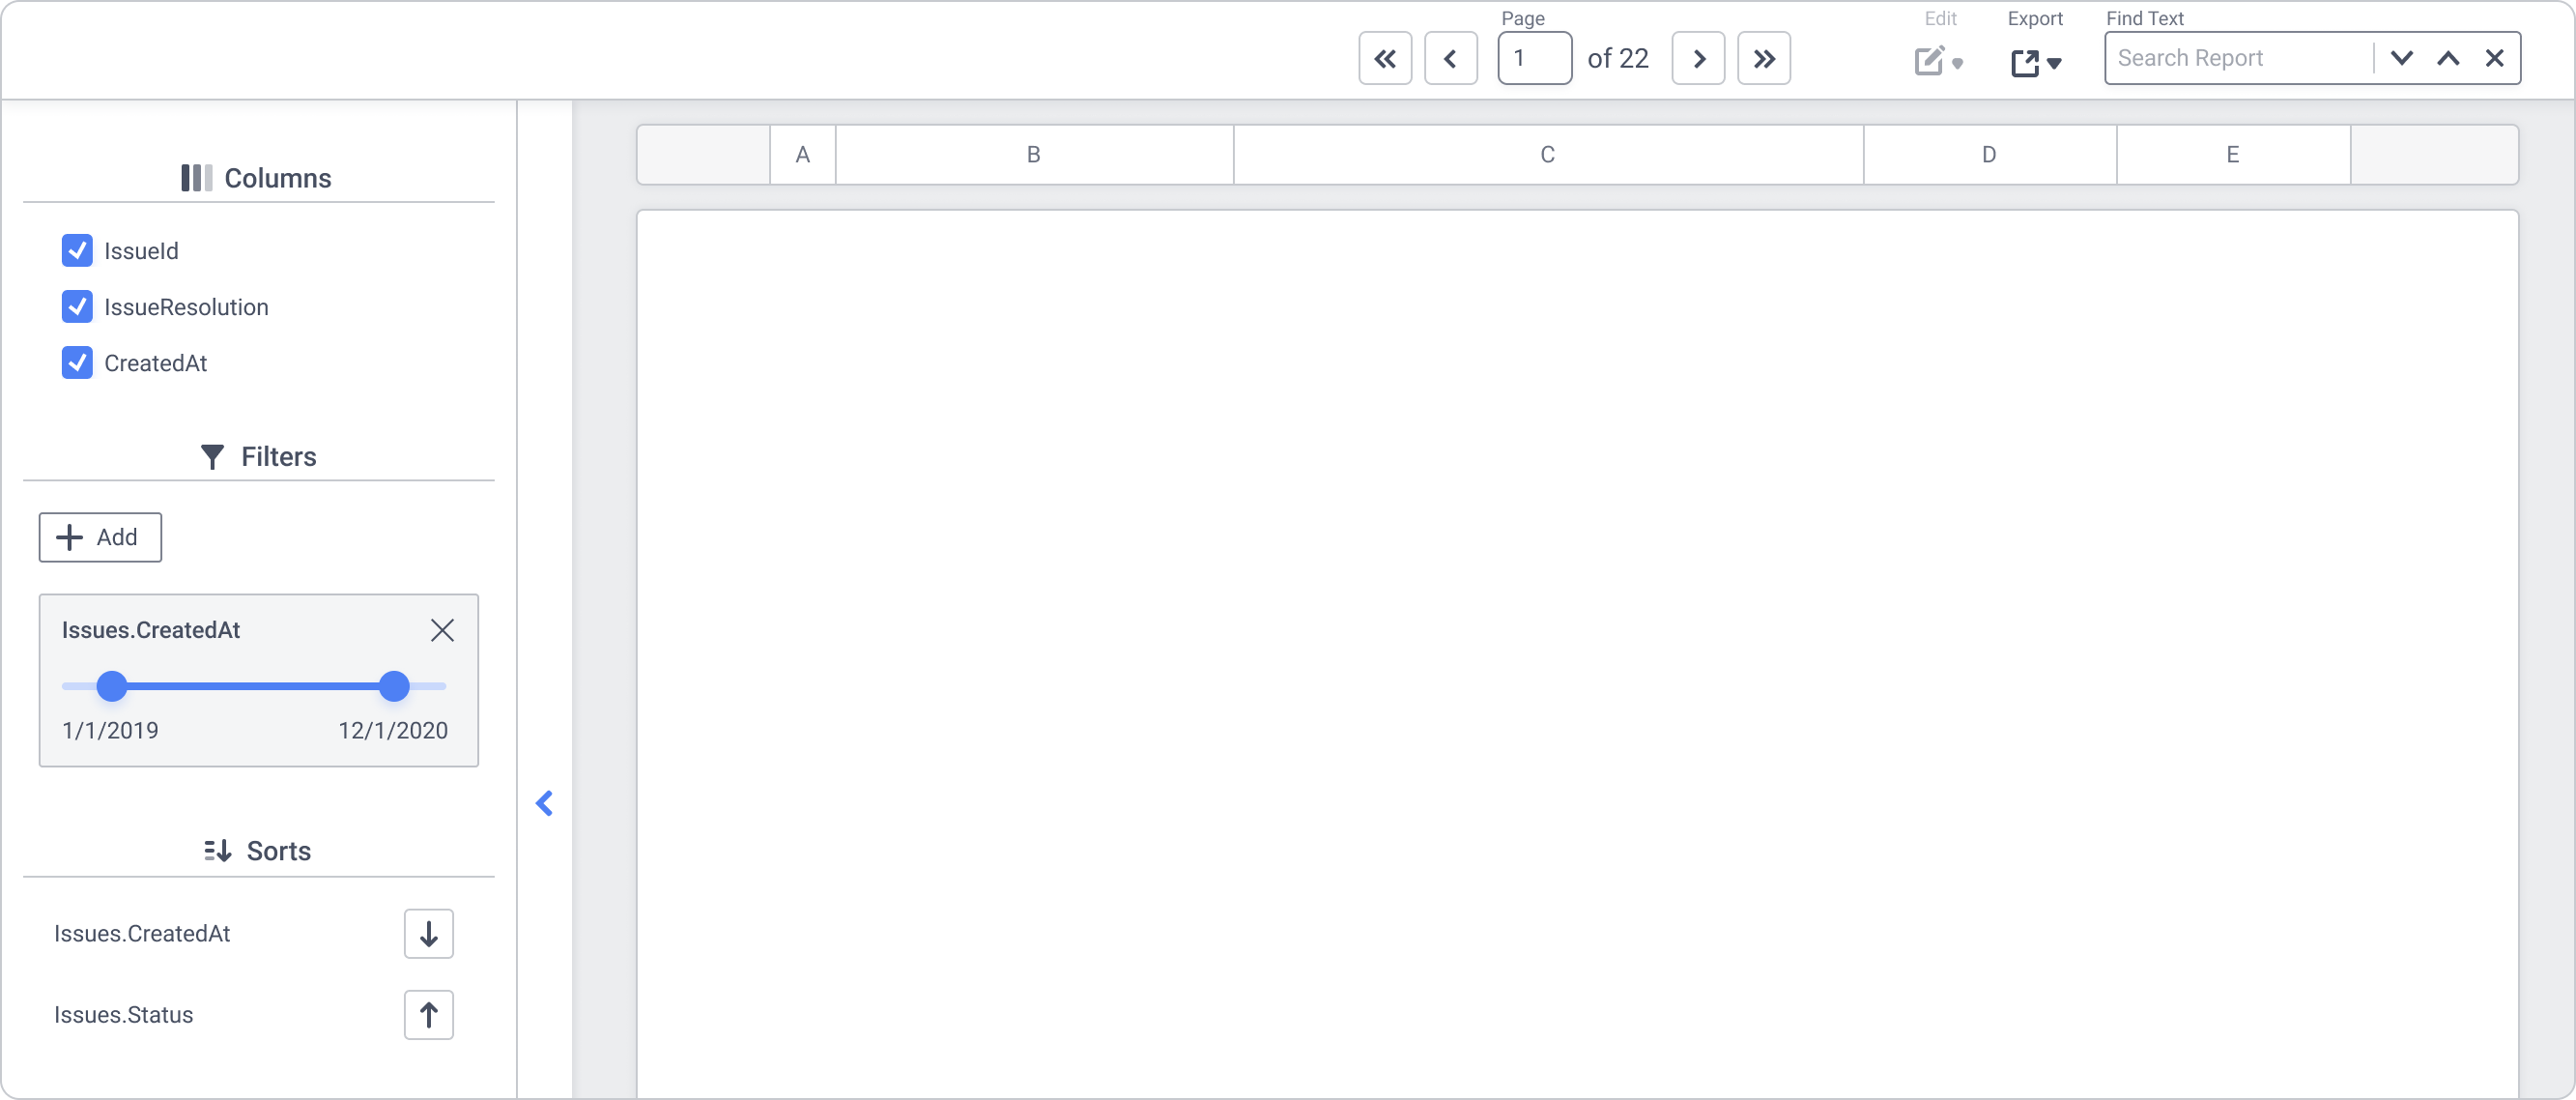 Page
1
of 22
Edit
Export
Find Text
Search Report
A
B
C
D
E
Columns
IssueId
IssueResolution
CreatedAt
Filters
Add
Issues.CreatedAt
1/1/2019
12/1/2020
Sorts
Issues.CreatedAt
Issues.Status